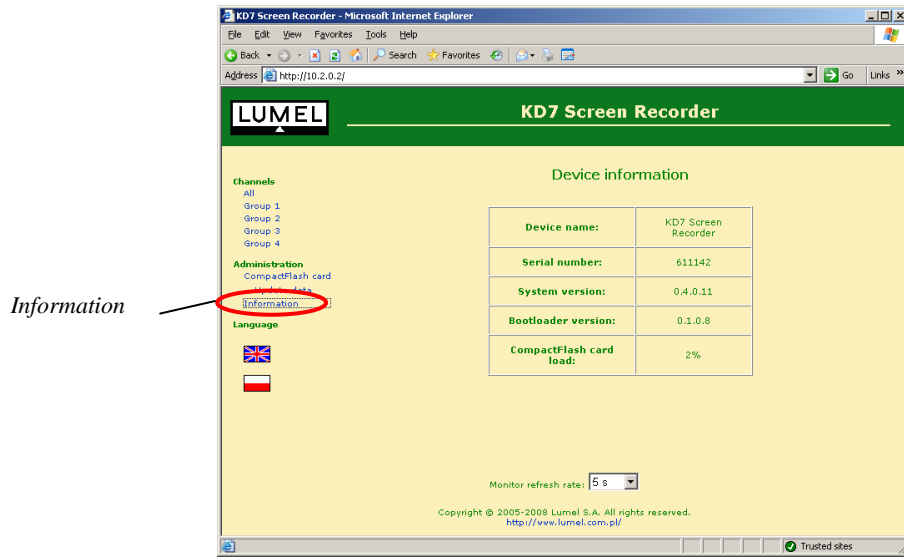 KD7 Screen Recorder - Microsoft Internet Explorer
File Edit View Favorites Tools Help
Back Search Favorites
Address http://10.2.0.2/ Go Links »
LUMEL
KD7 Screen Recorder
Channels
All
Group 1
Group 2
Group 3
Group 4
Administration
CompactFlash card
Update data
Information
Language
Information
Device information
Device name: KD7 Screen
Recorder
Serial number: 611142
System version: 0.4.0.11
Bootloader version: 0.1.0.8
CompactFlash card
load: 2%
Monitor refresh rate: 5 s
Copyright © 2005-2008 Lumel S.A. All rights reserved.
http://www.lumel.com.pl/
Trusted sites